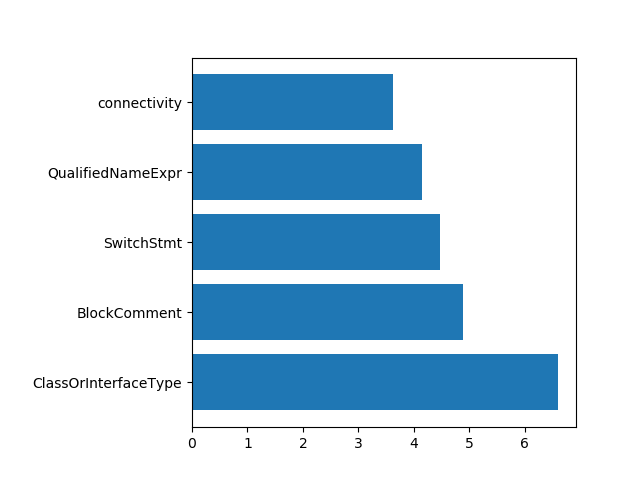 connectivity
QualifiedNameExpr
SwitchStmt
BlockComment
ClassOrInterfaceType
0 1 2 3 4 5 6